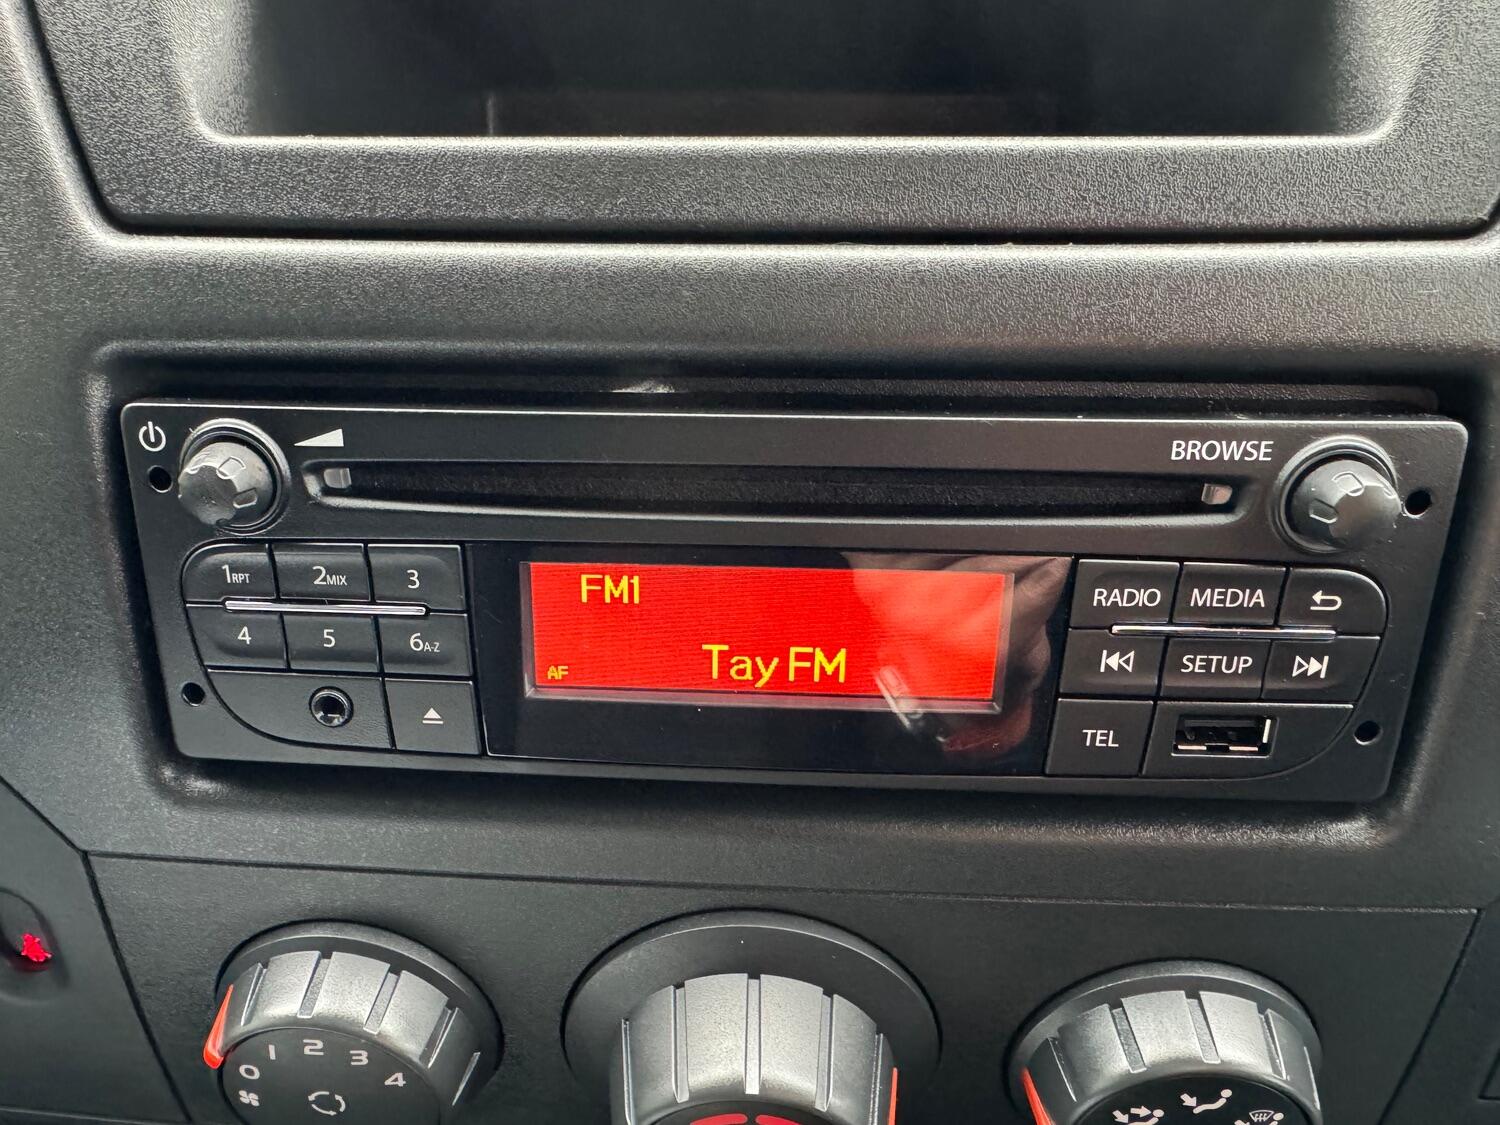 BROWSE
1RPT 2MIX 3
4 5 6A-Z
FM1
AF Tay FM
RADIO MEDIA
SETUP
TEL
0 1 2 3 4